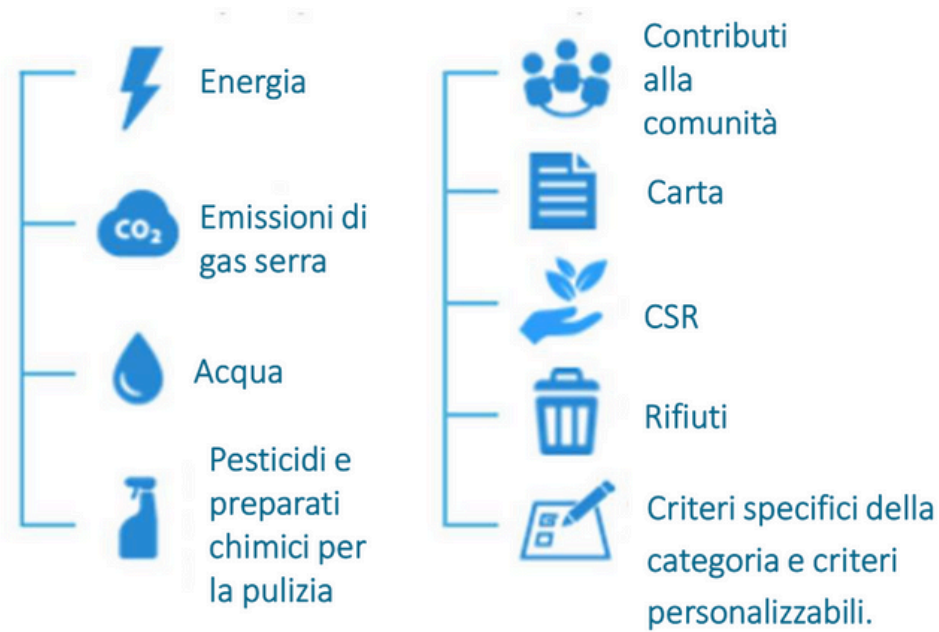 Energia
CO₂
Emissioni di
gas serra
Acqua
Pesticidi e
preparati
chimici per
la pulizia
Contributi
alla
comunità
Carta
CSR
Rifiuti
Criteri specifici della
categoria e criteri
personalizzabili.